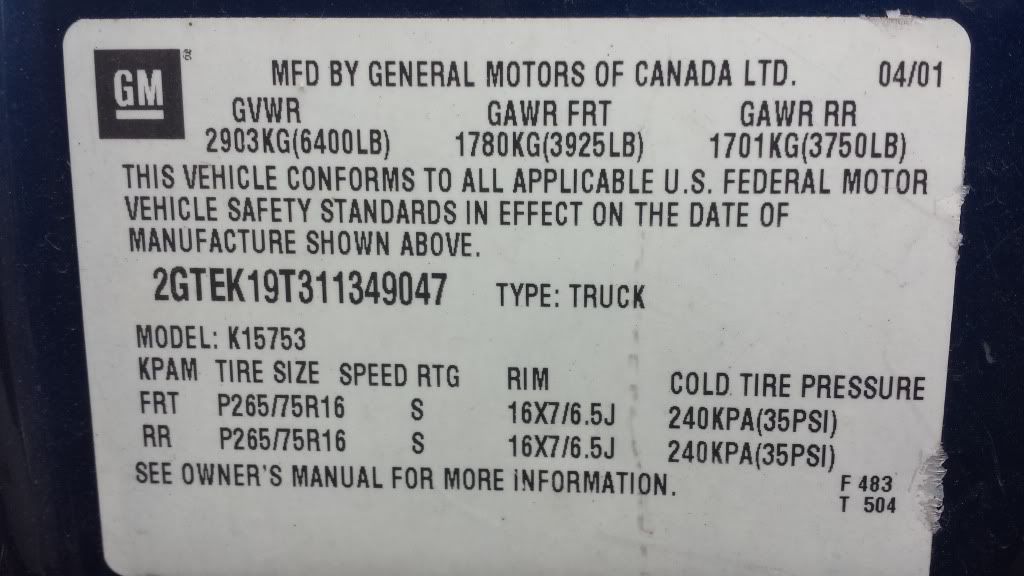 GM
MFD BY GENERAL MOTORS OF CANADA LTD. 04/01
GVWR GAWR FRT GAWR RR
2903KG(6400LB) 1780KG(3925LB) 1701KG(3750LB)
THIS VEHICLE CONFORMS TO ALL APPLICABLE U.S. FEDERAL MOTOR
VEHICLE SAFETY STANDARDS IN EFFECT ON THE DATE OF
MANUFACTURE SHOWN ABOVE.
2GTEK19T311349047 TYPE: TRUCK
MODEL: K15753
KPAM TIRE SIZE SPEED RTG RIM COLD TIRE PRESSURE
FRT P265/75R16 S 16X7/6.5J 240KPA(35PSI)
RR P265/75R16 S 16X7/6.5J 240KPA(35PSI)
SEE OWNER'S MANUAL FOR MORE INFORMATION.
F 483
T 504